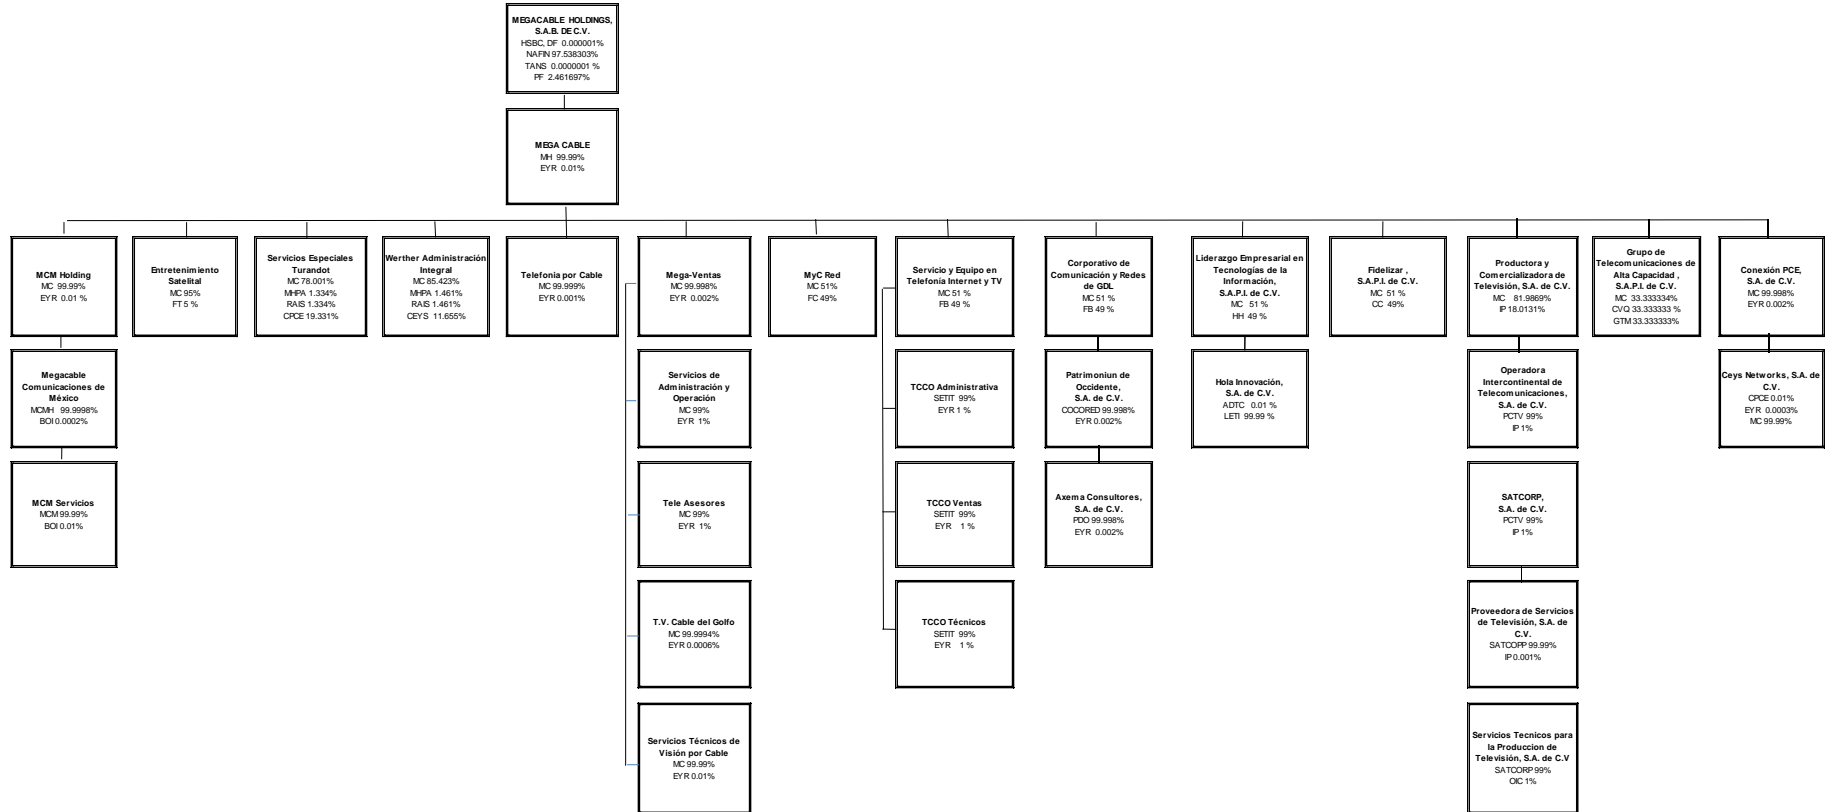 MEGACABLE HOLDINGS,
S.A.B. DE C.V.
HSBC, DF 0.000001%
NAFIN 97.538303%
TANS 0.0000001 %
PF 2.461697%
MEGA CABLE
MH 99.99%
EYR 0.01%
MCM Holding
MC 99.99%
EYR 0.01 %
Entretenimiento
Satelital
MC 95%
FT 5 %
Servicios Especiales
Turandot
MC 78.001%
MHPA 1.334%
RAIS 1.334%
CPCE 19.331%
Werther Administración
Integral
MC 85.423%
MHPA 1.461%
RAIS 1.461%
CEYS 11.655%
Telefonia por Cable
MC 99.999%
EYR 0.001%
Mega-Ventas
MC 99.998%
EYR 0.002%
MyC Red
MC 51%
FC 49%
Servicio y Equipo en
Telefonía Internet y TV
MC 51 %
FB 49 %
Corporativo de
Comunicación y Redes
de GDL
MC 51 %
FB 49 %
Liderazgo Empresarial en
Tecnologías de la
Información,
S.A.P.I. de C.V.
MC 51 %
HH 49 %
Fidelizar ,
S.A.P.I. de C.V.
MC 51 %
CC 49%
Productora y
Comercializadora de
Televisión, S.A. de C.V.
MC 81.9869%
IP 18.0131%
Grupo de
Telecomunicaciones de
Alta Capacidad ,
S.A.P.I. de C.V.
MC 33.333334%
CVQ 33.333333 %
GTM 33.333333%
Conexión PCE,
S.A. de C.V.
MC 99.998%
EYR 0.002%
Megacable
Comunicaciones de
México
MCMH 99.9998%
BOI 0.0002%
Servicios de
Administración y
Operación
MC 99%
EYR 1%
TCCO Administrativa
SETIT 99%
EYR 1 %
Patrimoniun de
Occidente,
S.A. de C.V.
COCORED 99.998%
EYR 0.002%
Hola Innovación,
S.A. de C.V.
ADTC 0.01 %
LETI 99.99 %
Operadora
Intercontinental de
Telecomunicaciones,
S.A. de C.V.
PCTV 99%
IP 1%
Ceys Networks, S.A. de
C.V.
CPCE 0.01%
EYR 0.0003%
MC 99.99%
MCM Servicios
MCM 99.99%
BOI 0.01%
Tele Asesores
MC 99%
EYR 1%
TCCO Ventas
SETIT 99%
EYR 1 %
Axema Consultores,
S.A. de C.V.
PDO 99.998%
EYR 0.002%
SATCORP,
S.A. de C.V.
PCTV 99%
IP 1%
T.V. Cable del Golfo
MC 99.9994%
EYR 0.0006%
TCCO Técnicos
SETIT 99%
EYR 1 %
Proveedora de Servicios
de Televisión, S.A. de
C.V.
SATCOPP 99.99%
IP 0.001%
Servicios Técnicos de
Visión por Cable
MC 99.99%
EYR 0.01%
Servicios Tecnicos para
la Produccion de
Televisión, S.A. de C.V
SATCORP 99%
OIC 1%